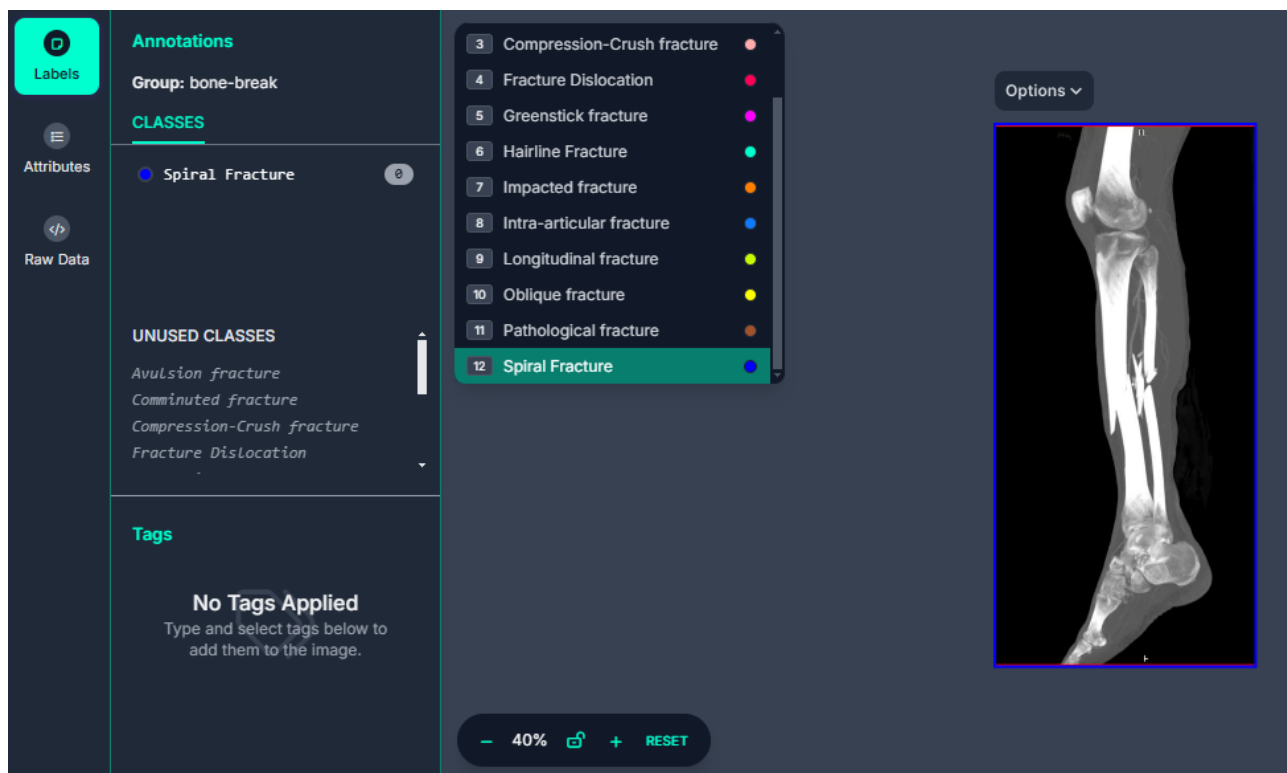 Labels
Attributes
Raw Data
Annotations
Group: bone-break
CLASSES
Spiral Fracture 0
UNUSED CLASSES
Avulsion fracture
Comminuted fracture
Compression-Crush fracture
Fracture Dislocation
Tags
No Tags Applied
Type and select tags below to
add them to the image.
3 Compression-Crush fracture
4 Fracture Dislocation
5 Greenstick fracture
6 Hairline Fracture
7 Impacted fracture
8 Intra-articular fracture
9 Longitudinal fracture
10 Oblique fracture
11 Pathological fracture
12 Spiral Fracture
Options
− 40% + RESET